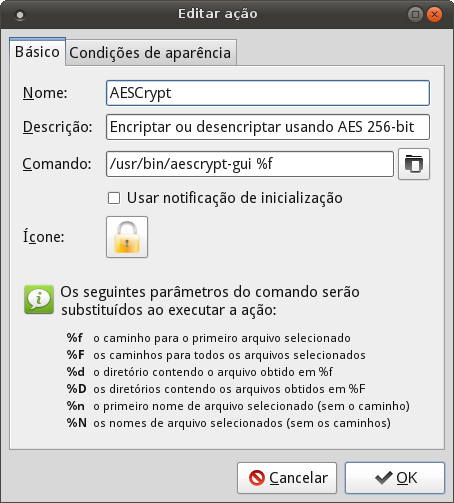 Editar ação
Básico
Condições de aparência
Nome:
AESCrypt
Descrição:
Encriptar ou desencriptar usando AES 256-bit
Comando:
/usr/bin/aescrypt-gui %f
Usar notificação de inicialização
Ícone:
Os seguintes parâmetros do comando serão
substituídos ao executar a ação:
%f o caminho para o primeiro arquivo selecionado
%F os caminhos para todos os arquivos selecionados
%d o diretório contendo o arquivo obtido em %f
%D os diretórios contendo os arquivos obtidos em %F
%n o primeiro nome de arquivo selecionado (sem o caminho)
%N os nomes de arquivo selecionados (sem os caminhos)
Cancelar
OK